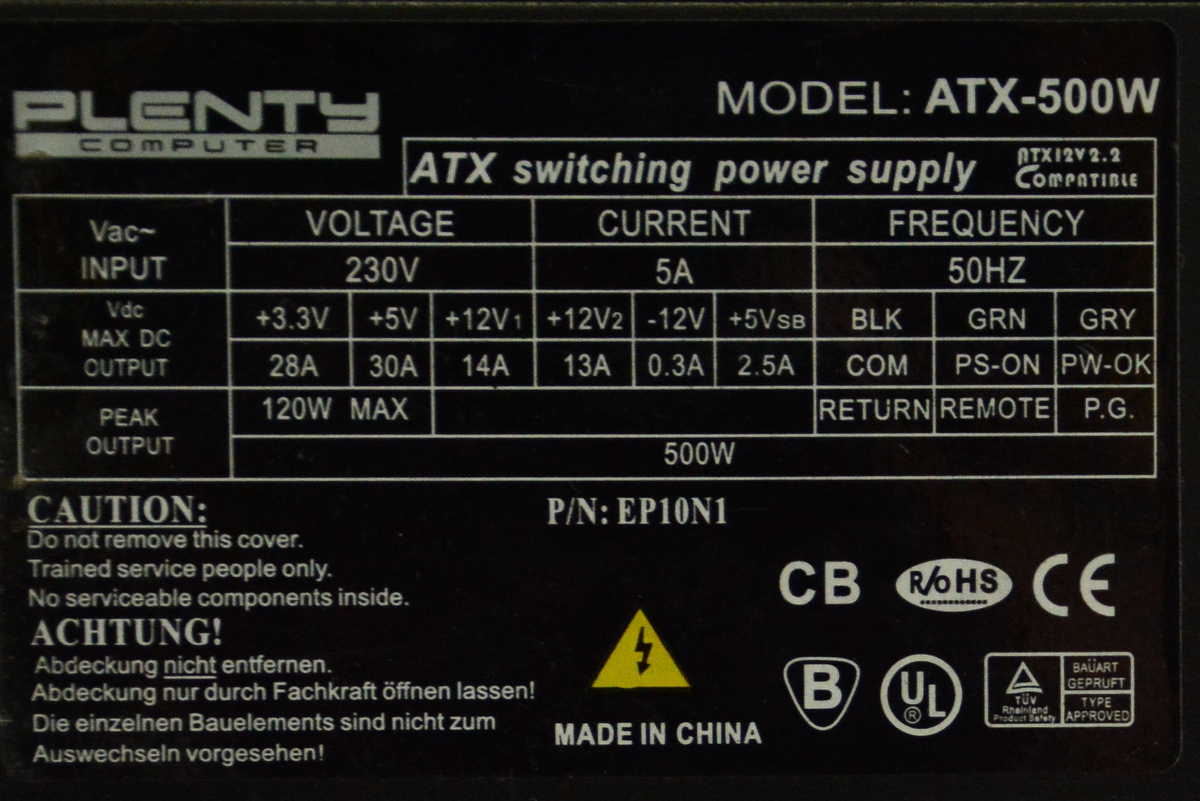 PLENTY
COMPUTER
MODEL: ATX-500W
ATX switching power supply
ATX12V2.2
COMPATIBLE
Vac~
INPUT
VOLTAGE CURRENT FREQUENCY
230V 5A 50HZ
Vdc
MAX DC
OUTPUT
+3.3V +5V +12V1 +12V2 -12V +5VSB BLK GRN GRY
28A 30A 14A 13A 0.3A 2.5A COM PS-ON PW-OK
PEAK
OUTPUT
120W MAX RETURN REMOTE P.G.
500W
CAUTION:
Do not remove this cover.
Trained service people only.
No serviceable components inside.
ACHTUNG!
Abdeckung nicht entfernen.
Abdeckung nur durch Fachkraft öffnen lassen!
Die einzelnen Bauelements sind nicht zum
Auswechseln vorgesehen!
P/N: EP10N1
MADE IN CHINA
CB R/oHS CE
B UL ®
TÜV
Rheinland
Product Safety
BAÜART
GEPRUFT
TYPE
APPROVED